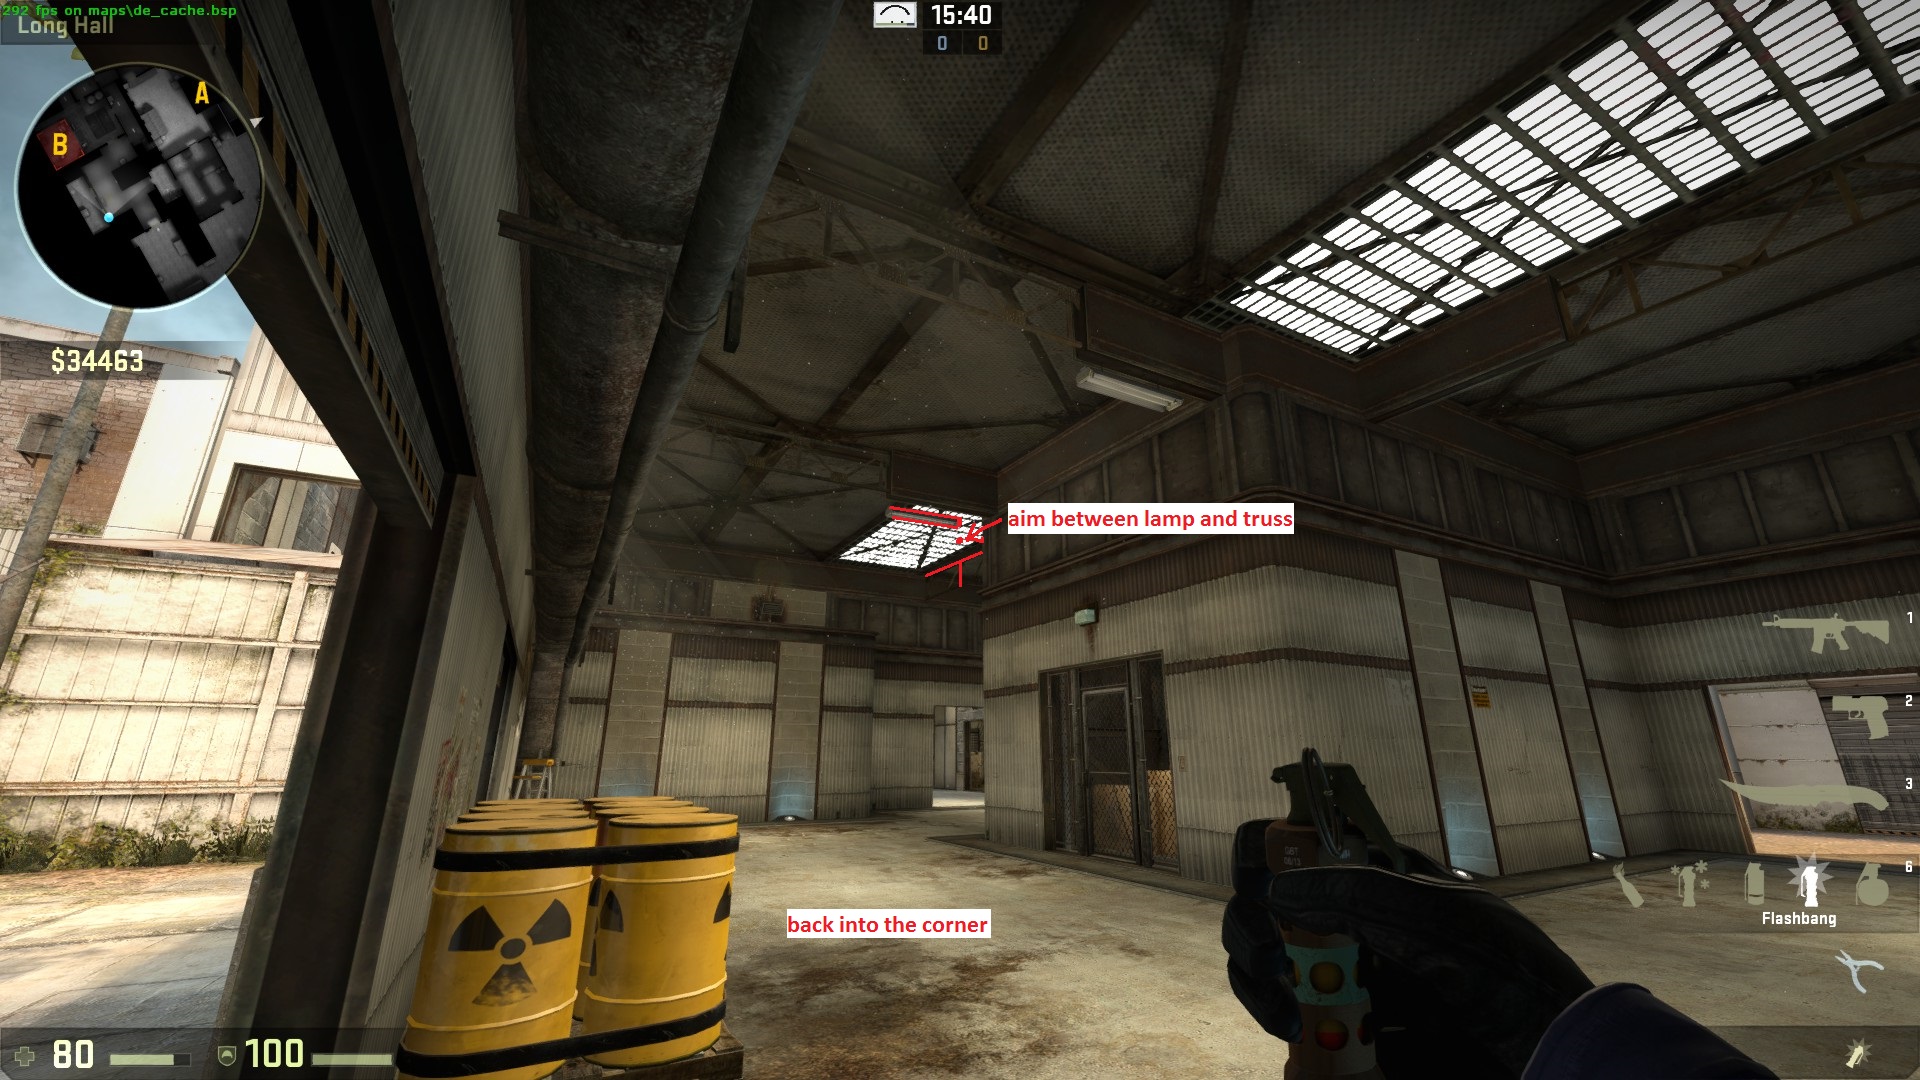 292 fps on maps\de_cache.bsp
Long Hall
15:40
0 0
A
B
$34463
aim between lamp and truss
1
2
3
6
Flashbang
back into the corner
80
100